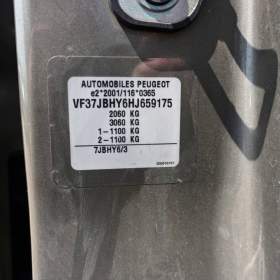 AUTOMOBILES PEUGEOT
e2*2001/116*0365
VF37JBHY6HJ659175
2060 KG
3060 KG
1-1100 KG
2-1100 KG
7JBHY6/3